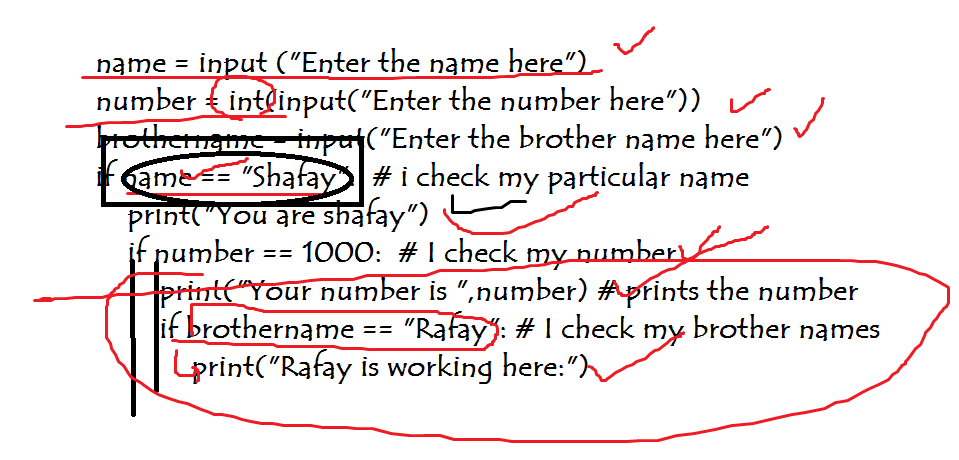 name = input ("Enter the name here")
number = int(input("Enter the number here"))
brothername = input("Enter the brother name here")
if name == "Shafay": # i check my particular name
print("You are shafay")
if number == 1000: # I check my number
print("Your number is ",number) # prints the number
if brothername == "Rafay": # I check my brother names
print("Rafay is working here:")